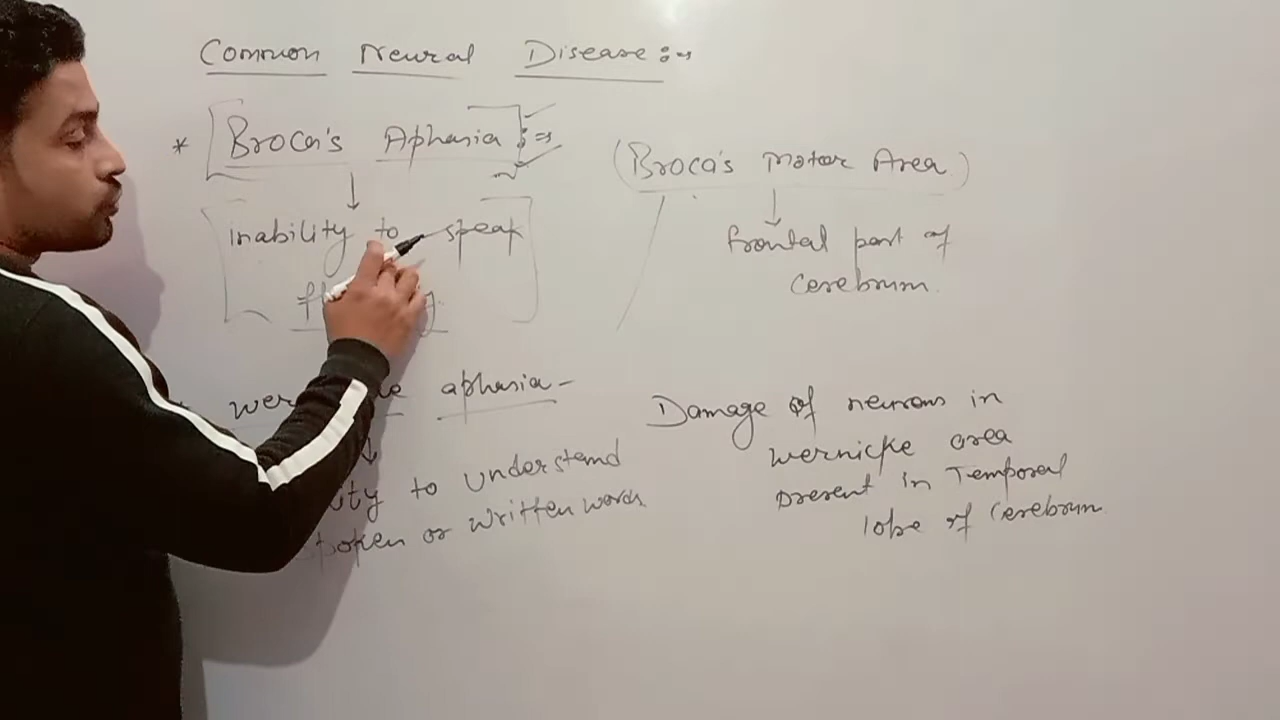 Common Neural Disease :-
* Broca's Aphasia :-
(Broca's Motor Area)
inability to speak
frontal part of
cerebrum.
aphasia -
Damage of neurons in
to understand
wernicke area
or written words
present in Temporal
lobe of cerebrum